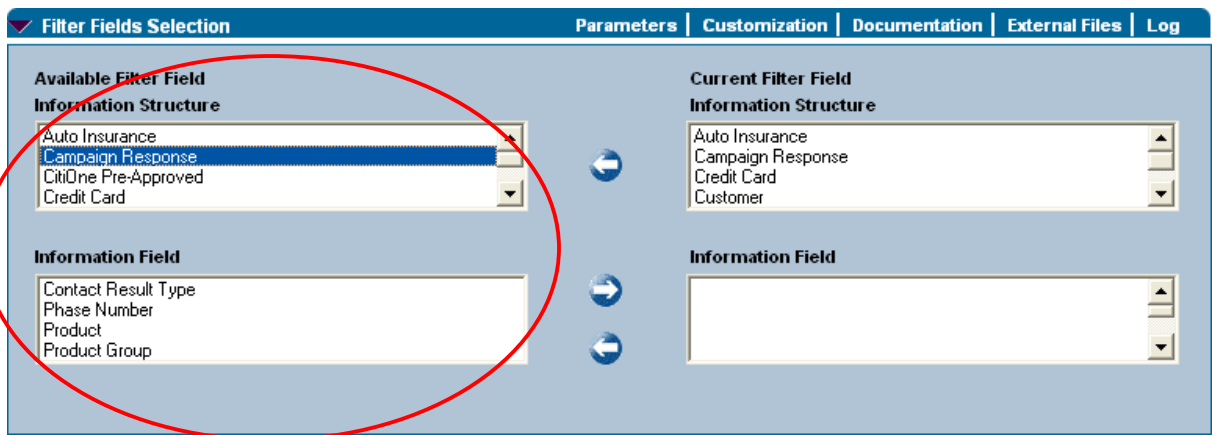 Filter Fields Selection Parameters | Customization | Documentation | External Files | Log
Available Filter Field
Information Structure
Auto Insurance
Campaign Response
CitiOne Pre-Approved
Credit Card
Current Filter Field
Information Structure
Auto Insurance
Campaign Response
Credit Card
Customer
Information Field
Contact Result Type
Phase Number
Product
Product Group
Information Field